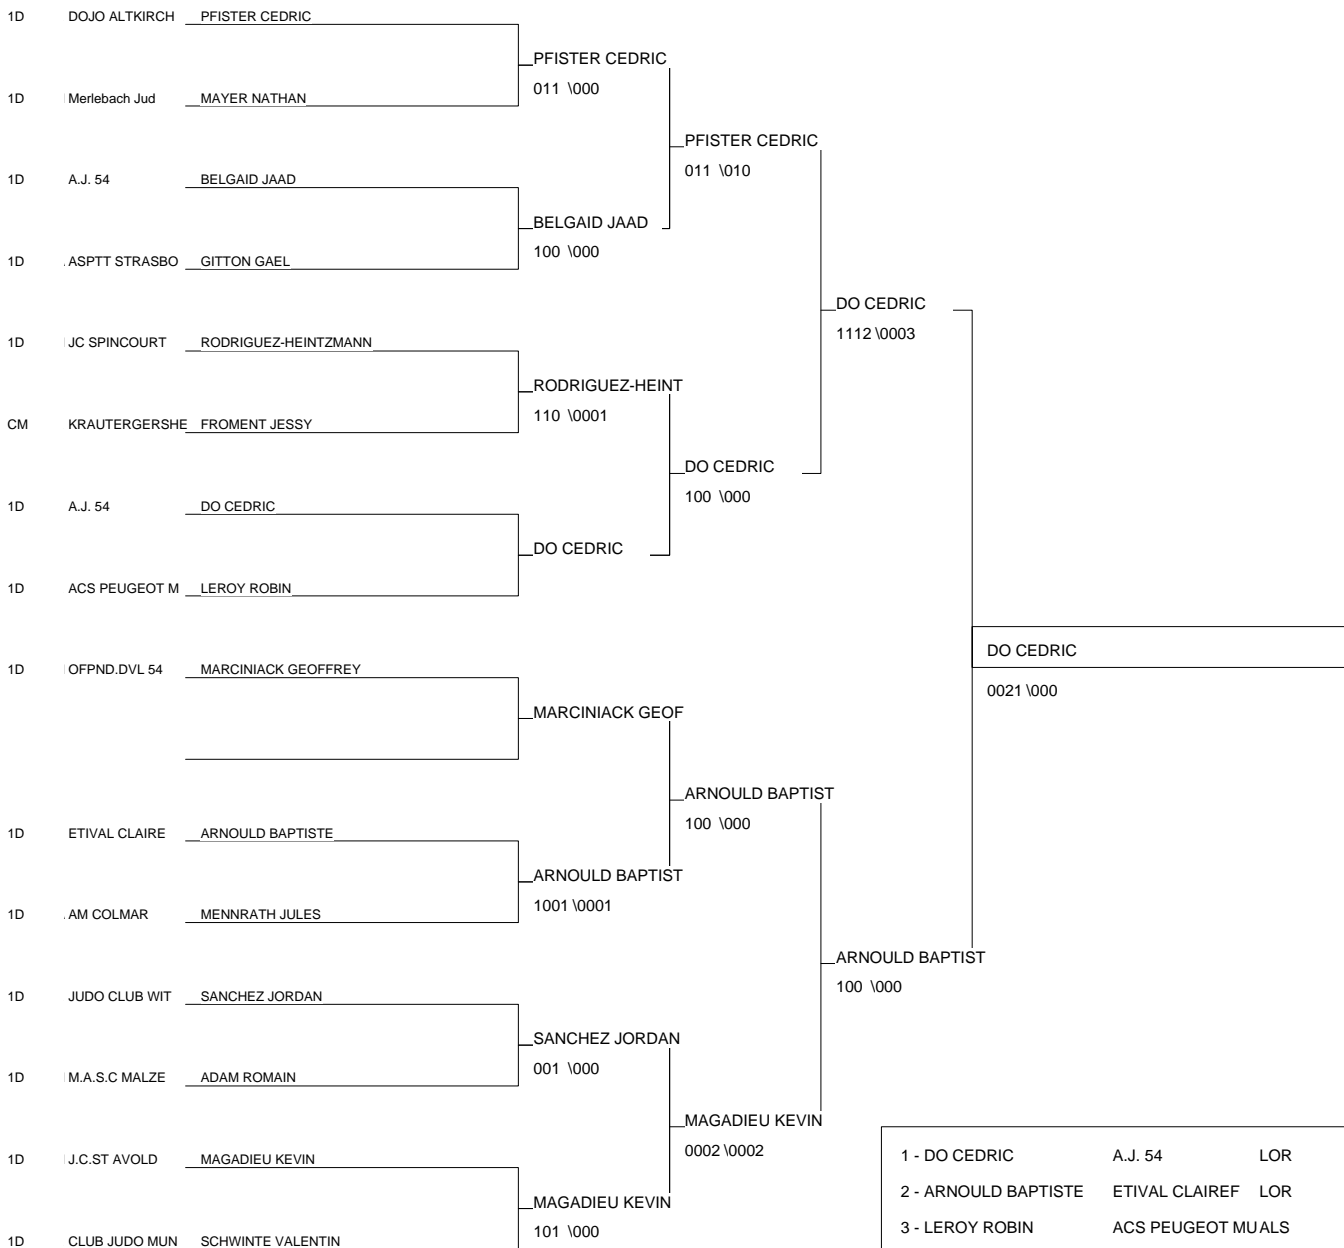 1D DOJO ALTKIRCH PFISTER CEDRIC
PFISTER CEDRIC
011 \000
1D Merlebach Jud MAYER NATHAN
PFISTER CEDRIC
011 \010
1D A.J. 54 BELGAID JAAD
BELGAID JAAD
100 \000
1D ASPTT STRASBO GITTON GAEL
DO CEDRIC
1112 \0003
1D JC SPINCOURT RODRIGUEZ-HEINTZMANN
RODRIGUEZ-HEINT
110 \0001
CM KRAUTERGERSHE FROMENT JESSY
DO CEDRIC
100 \000
1D A.J. 54 DO CEDRIC
DO CEDRIC
1D ACS PEUGEOT M LEROY ROBIN
DO CEDRIC
0021 \000
1D OFPND.DVL 54 MARCINIACK GEOFFREY
MARCINIACK GEOF
ARNOULD BAPTIST
100 \000
1D ETIVAL CLAIRE ARNOULD BAPTISTE
ARNOULD BAPTIST
1001 \0001
1D AM COLMAR MENNRATH JULES
ARNOULD BAPTIST
100 \000
1D JUDO CLUB WIT SANCHEZ JORDAN
SANCHEZ JORDAN
001 \000
1D M.A.S.C MALZE ADAM ROMAIN
MAGADIEU KEVIN
0002 \0002
1D J.C.ST AVOLD MAGADIEU KEVIN
MAGADIEU KEVIN
101 \000
1D CLUB JUDO MUN SCHWINTE VALENTIN
1 - DO CEDRIC A.J. 54 LOR
2 - ARNOULD BAPTISTE ETIVAL CLAIREF LOR
3 - LEROY ROBIN ACS PEUGEOT MU ALS